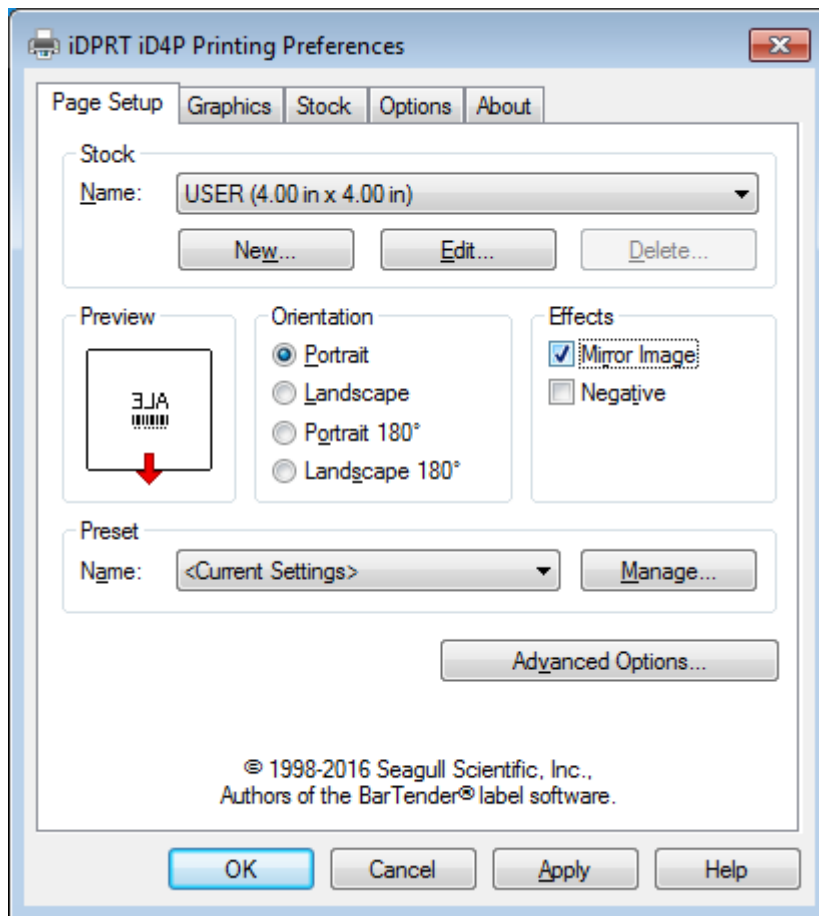 iDPRT iD4P Printing Preferences
Page Setup Graphics Stock Options About
Stock
Name: USER (4.00 in x 4.00 in)
New... Edit... Delete...
Preview Orientation Effects
Portrait Mirror Image
Landscape Negative
Portrait 180°
Landscape 180°
ALE
Preset
Name: <Current Settings> Manage...
Advanced Options...
© 1998-2016 Seagull Scientific, Inc.,
Authors of the BarTender® label software.
OK Cancel Apply Help